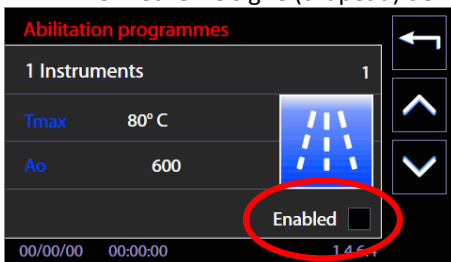 Abilitation programmes
1 Instruments 1
Tmax 80° C
Ao 600
Enabled
00/00/00 00:00:00 1.4.6.4